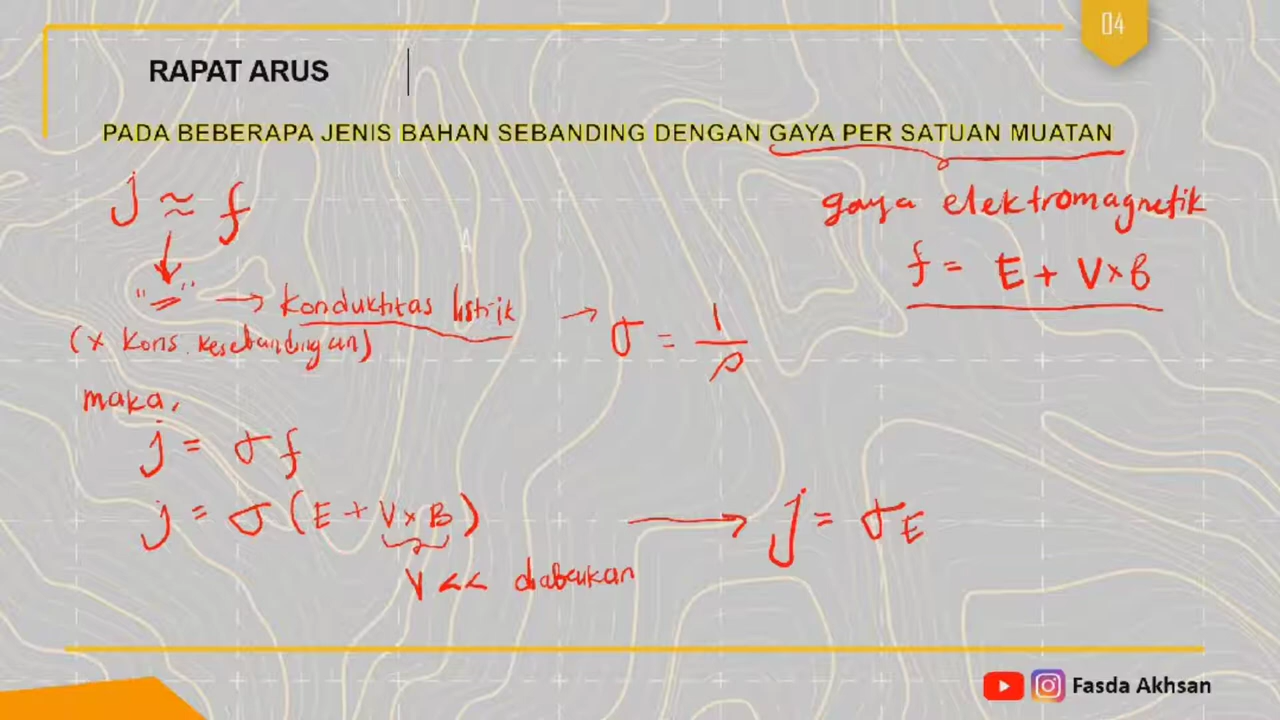 04
RAPAT ARUS
PADA BEBERAPA JENIS BAHAN SEBANDING DENGAN GAYA PER SATUAN MUATAN
j ≈ f
gaya elektromagnetik
f = E + V × B
"=" → Konduktitas listrik → σ = 1/ρ
(× Kons. Kesebandingan)
maka,
j = σ f
j = σ (E + V × B) → j = σE
V << diabaikan
Fasda Akhsan